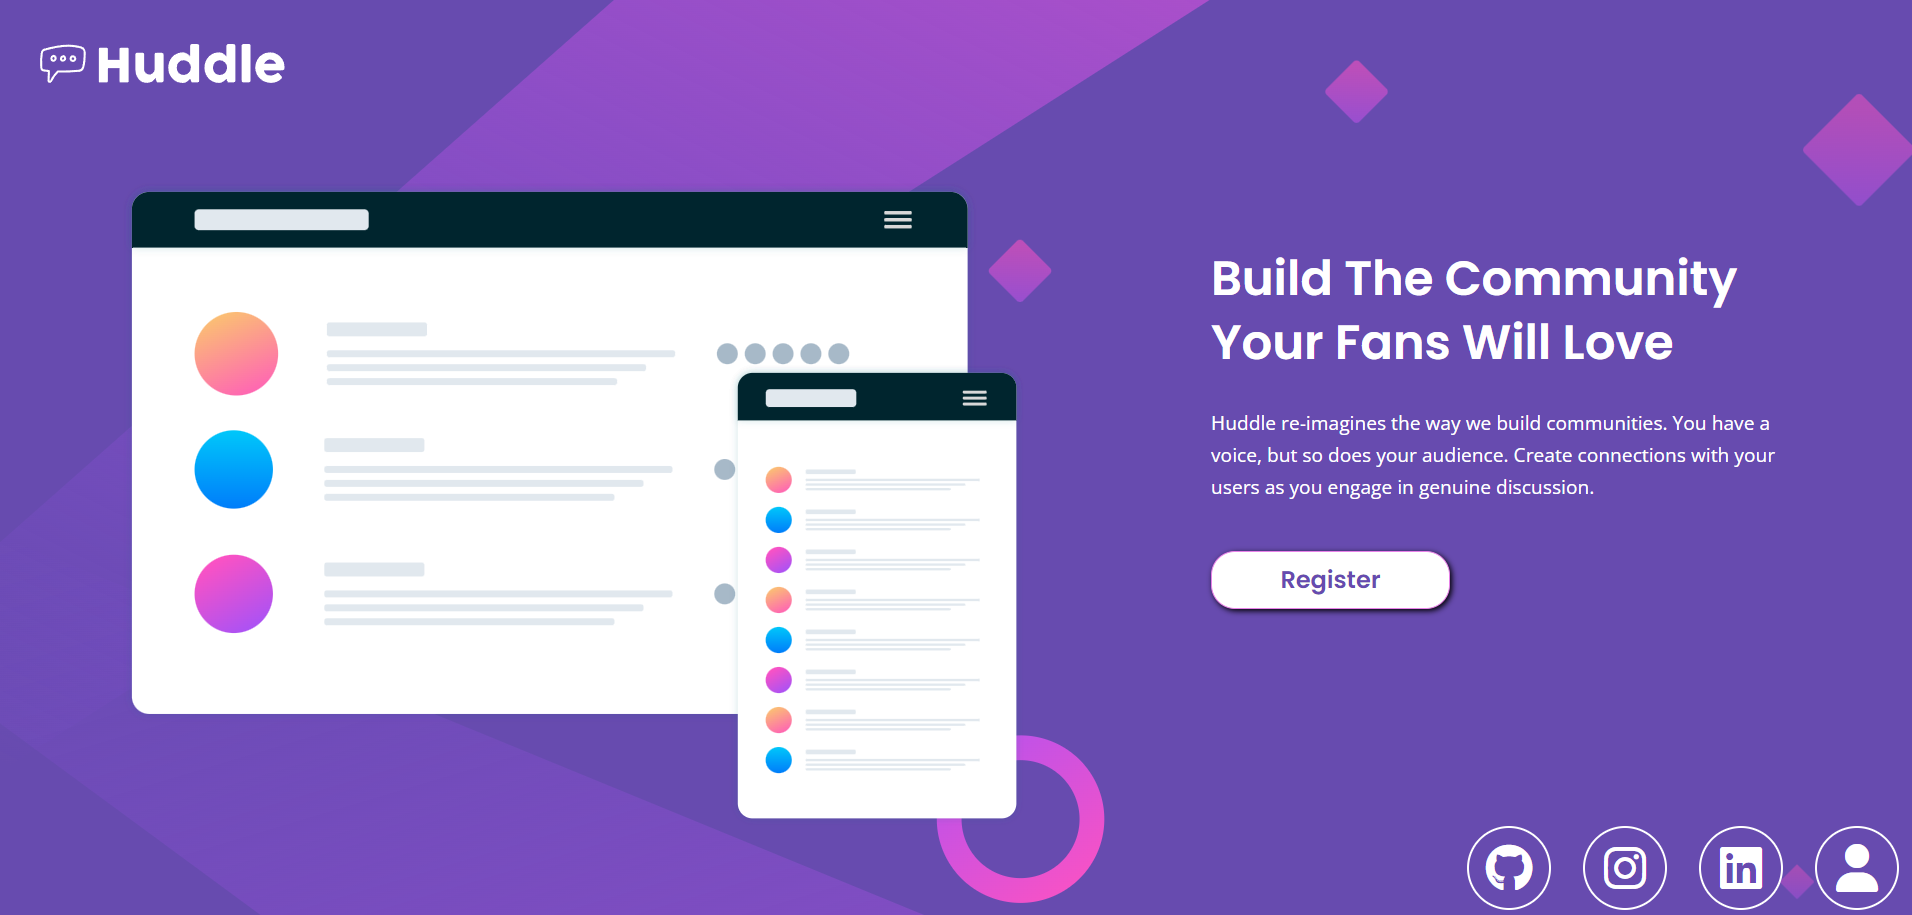 Huddle
Build The Community
Your Fans Will Love
Huddle re-imagines the way we build communities. You have a
voice, but so does your audience. Create connections with your
users as you engage in genuine discussion.
Register
in